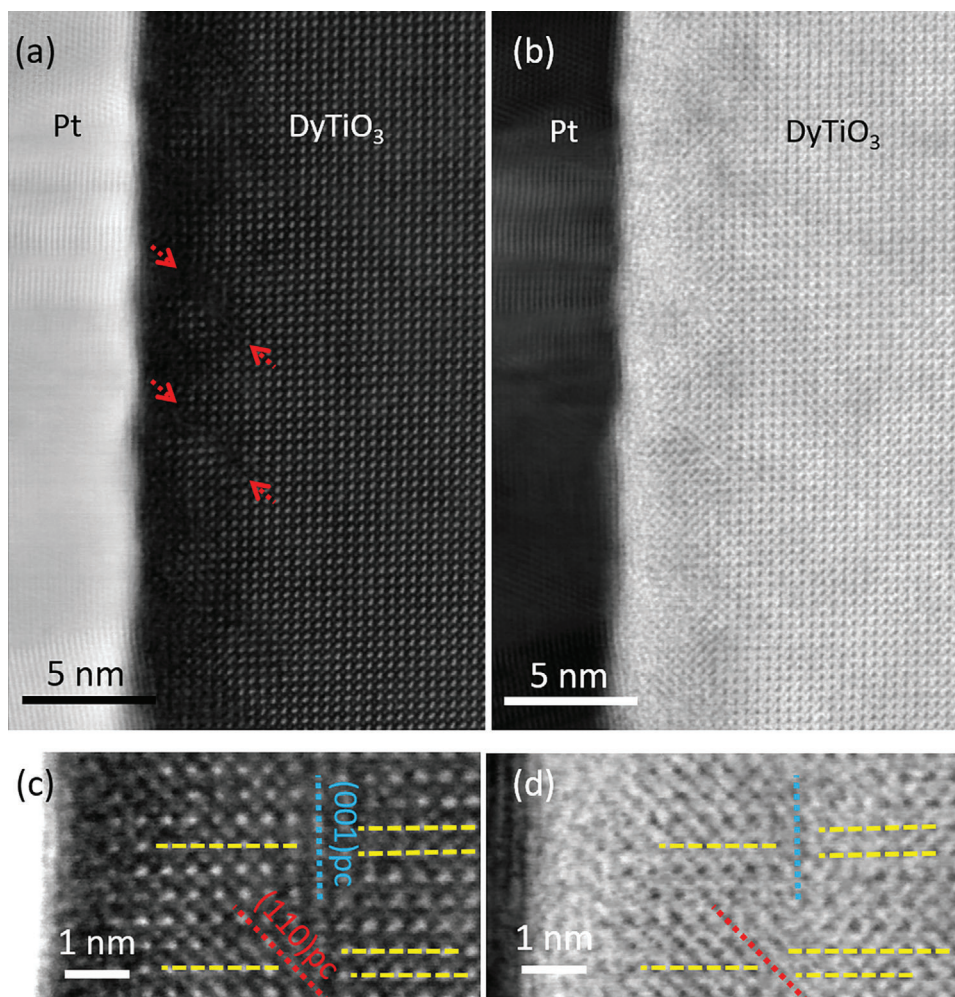 (a)
Pt
DyTiO₃
5 nm
(b)
Pt
DyTiO₃
5 nm
(c)
(001)pc
(110)pc
1 nm
(d)
1 nm